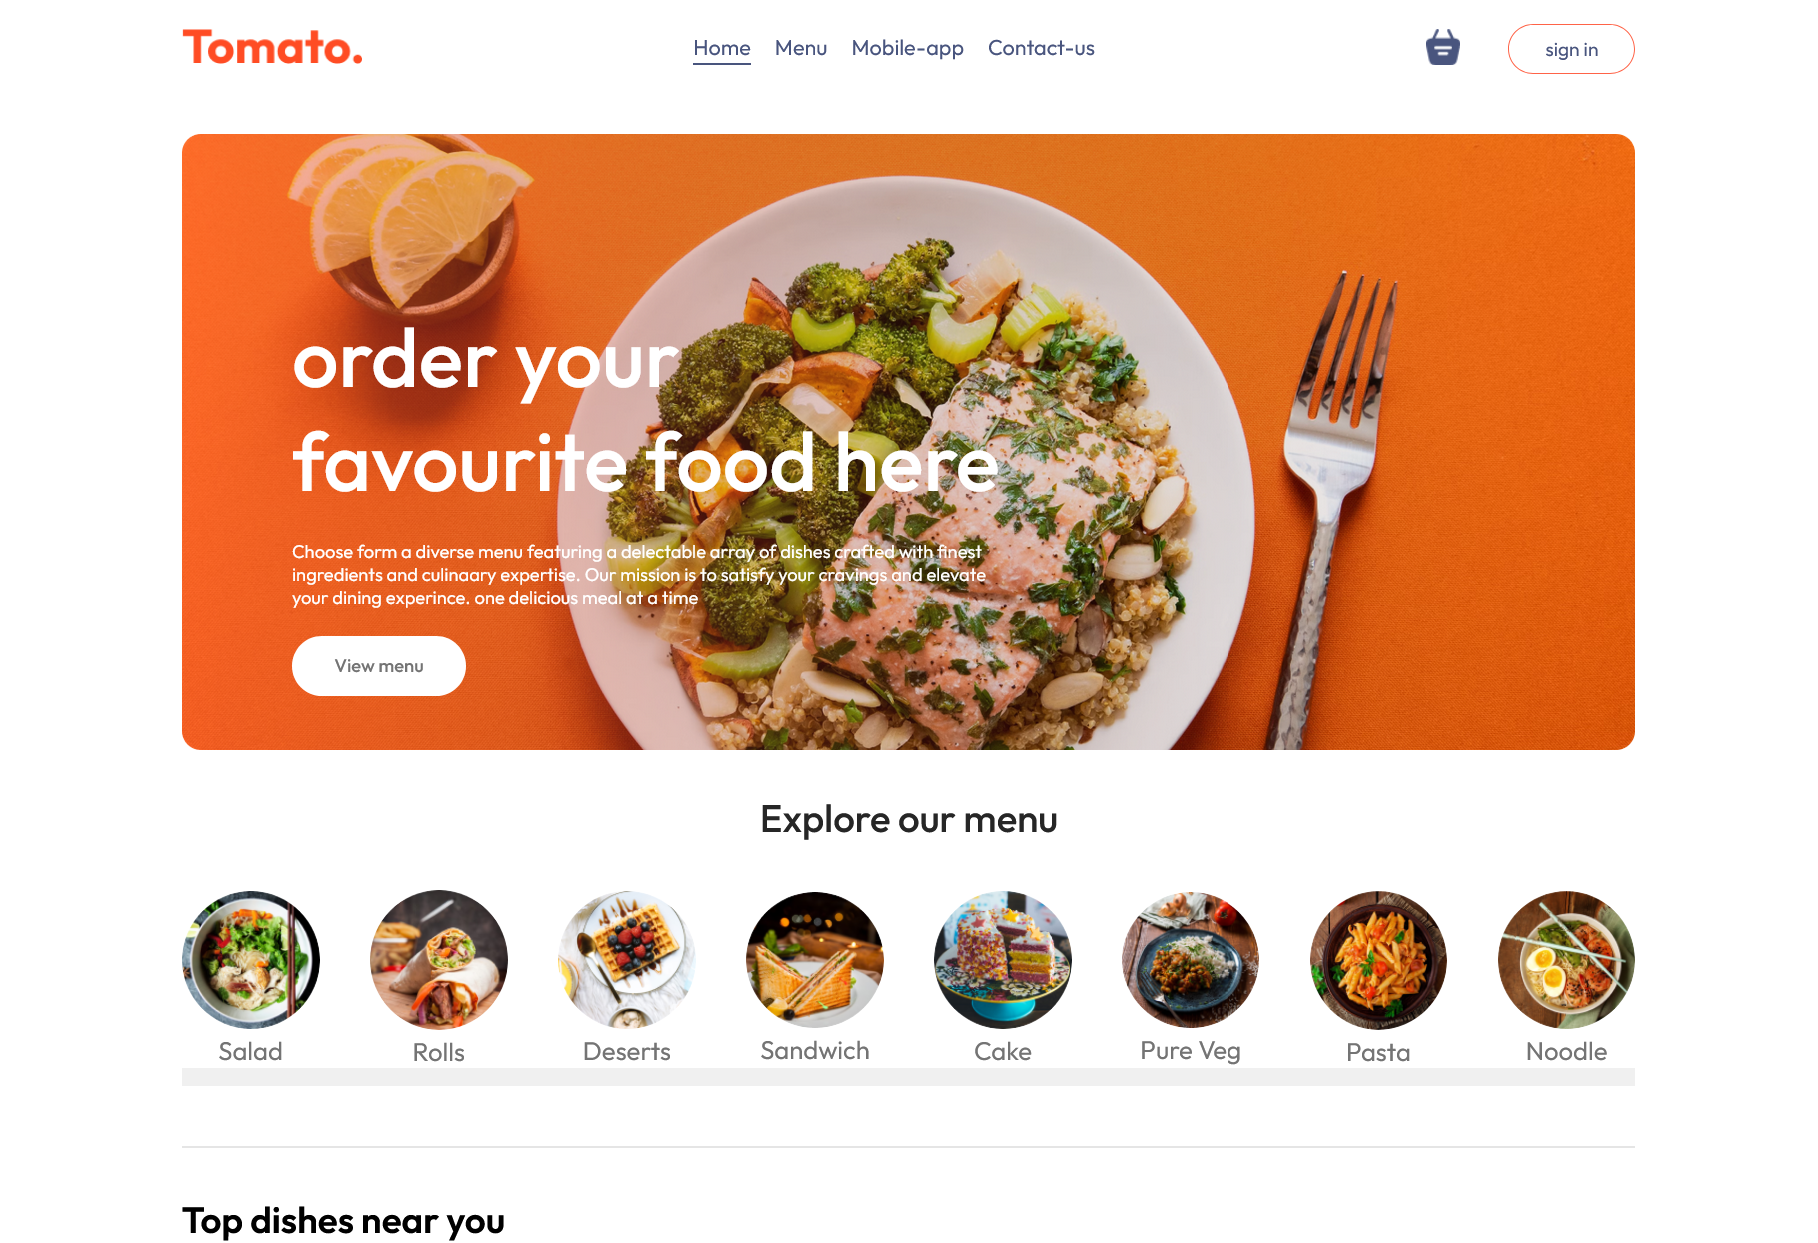 Tomato.
Home Menu Mobile-app Contact-us
sign in
order your
favourite food here
Choose form a diverse menu featuring a delectable array of dishes crafted with finest
ingredients and culinaary expertise. Our mission is to satisfy your cravings and elevate
your dining experince. one delicious meal at a time
View menu
Explore our menu
Salad Rolls Deserts Sandwich Cake Pure Veg Pasta Noodle
Top dishes near you